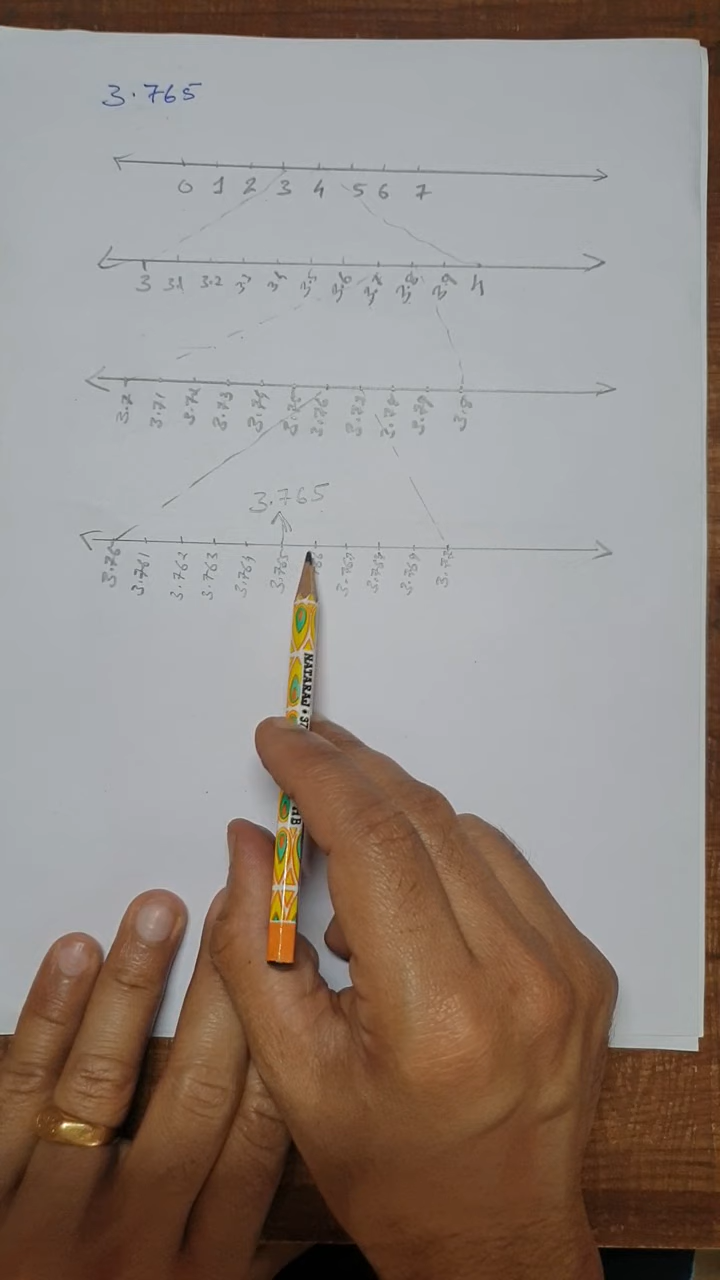 3.765
0 1 2 3 4 5 6 7
3 3.1 3.2 3.3 3.4 3.5 3.6 3.7 3.8 3.9 4
3.7 3.71 3.72 3.73 3.74 3.75 3.76 3.77 3.78 3.79 3.8
3.765
3.76 3.761 3.762 3.763 3.764 3.765 3.767 3.768 3.769 3.77
NATARAJ
HB